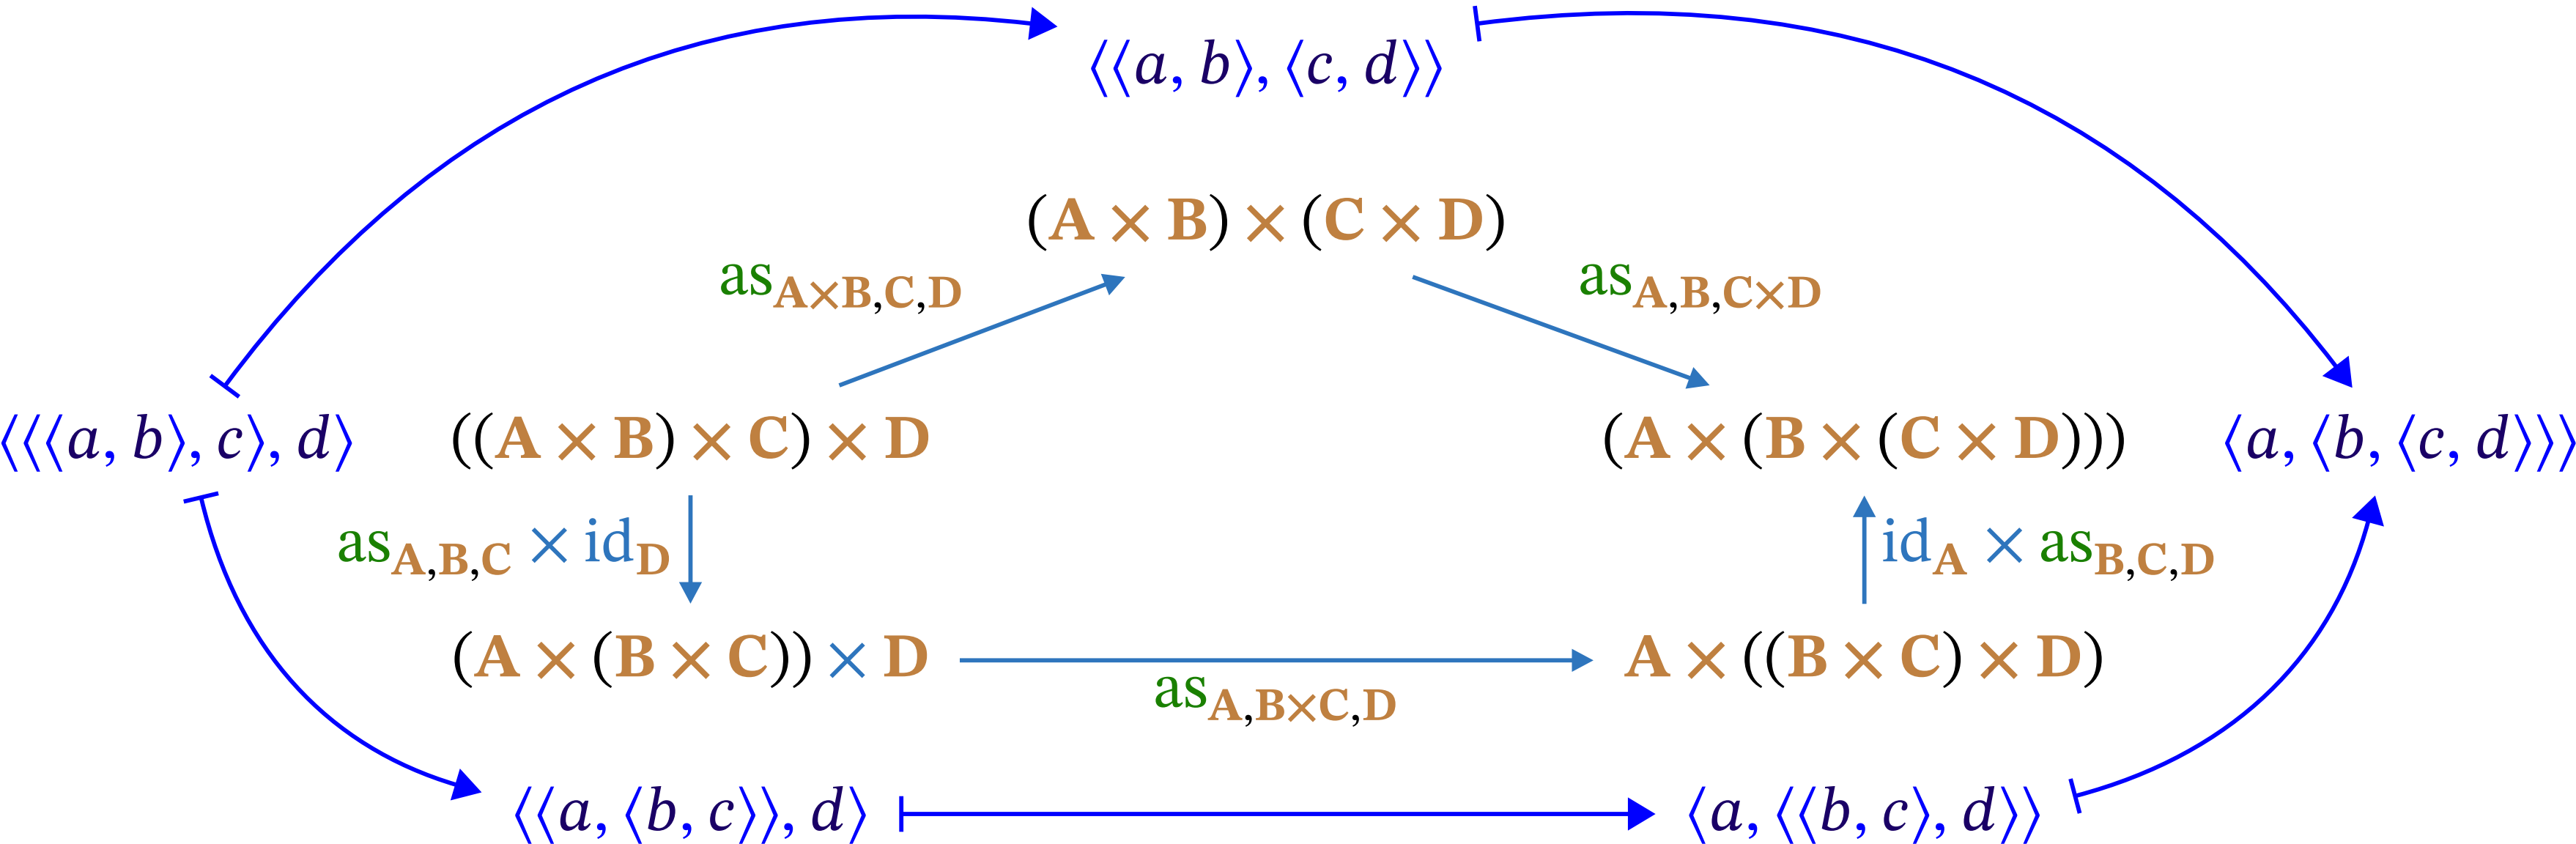 ⟨⟨a, b⟩, ⟨c, d⟩⟩
(A × B) × (C × D)
as_{A×B,C,D}
as_{A,B,C×D}
⟨⟨⟨a, b⟩, c⟩, d⟩
((A × B) × C) × D
(A × (B × (C × D)))
⟨a, ⟨b, ⟨c, d⟩⟩⟩
as_{A,B,C} × id_D
id_A × as_{B,C,D}
(A × (B × C)) × D
as_{A,B×C,D}
A × ((B × C) × D)
⟨⟨a, ⟨b, c⟩⟩, d⟩
⟨a, ⟨⟨b, c⟩, d⟩⟩